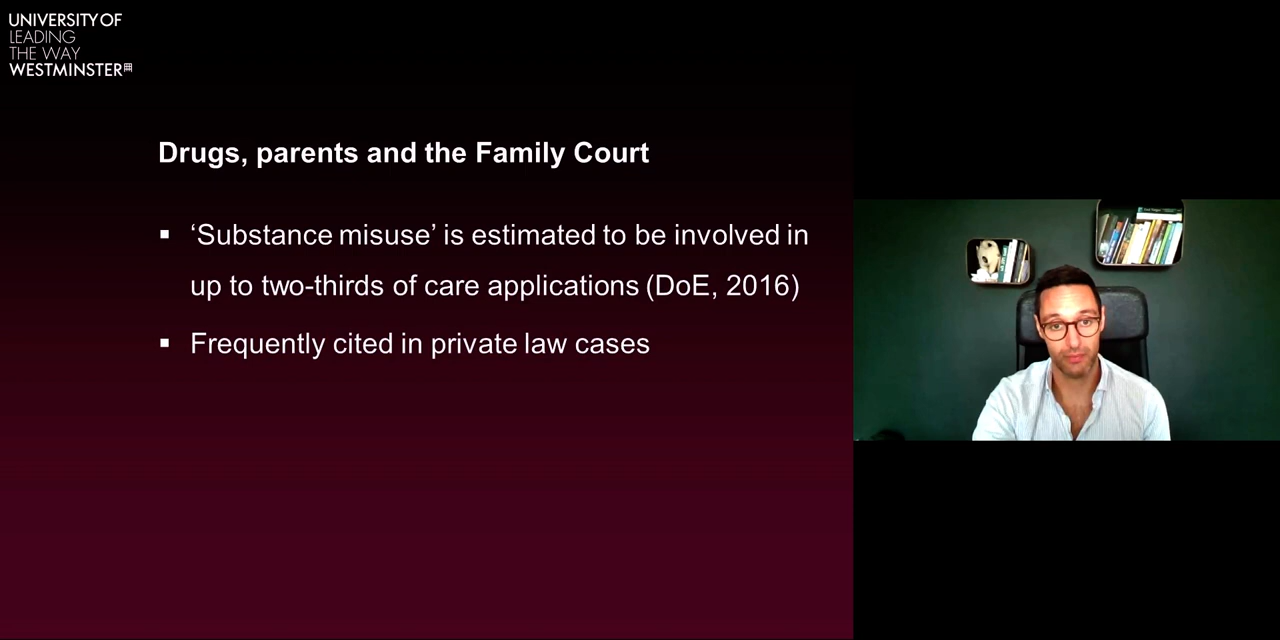 UNIVERSITY OF
LEADING
THE WAY
WESTMINSTER
Drugs, parents and the Family Court
▪ ‘Substance misuse’ is estimated to be involved in
up to two-thirds of care applications (DoE, 2016)
▪ Frequently cited in private law cases